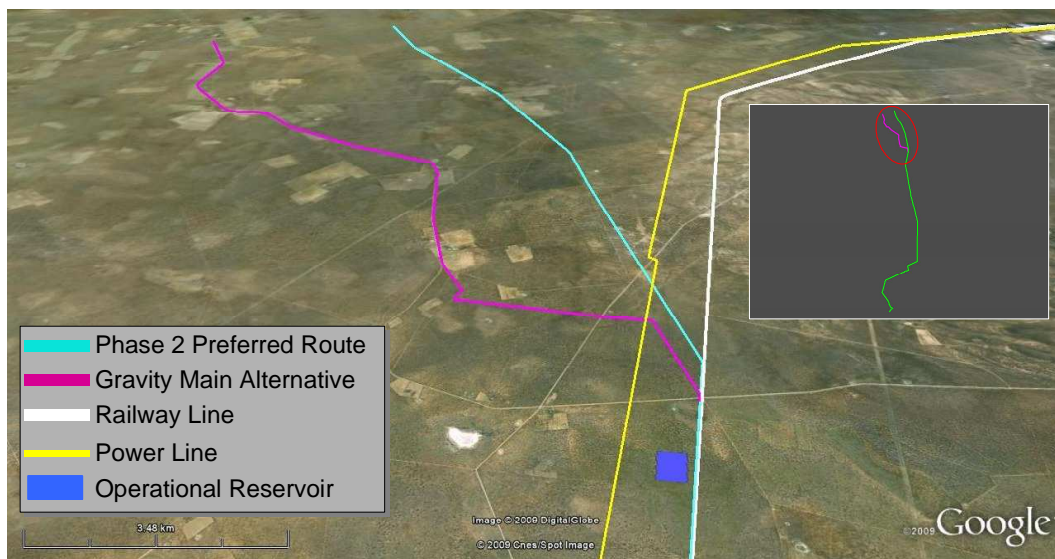 Phase 2 Preferred Route
Gravity Main Alternative
Railway Line
Power Line
Operational Reservoir
3.48 km
Image © 2009 DigitalGlobe
© 2009 Cnes/Spot Image
©2009 Google